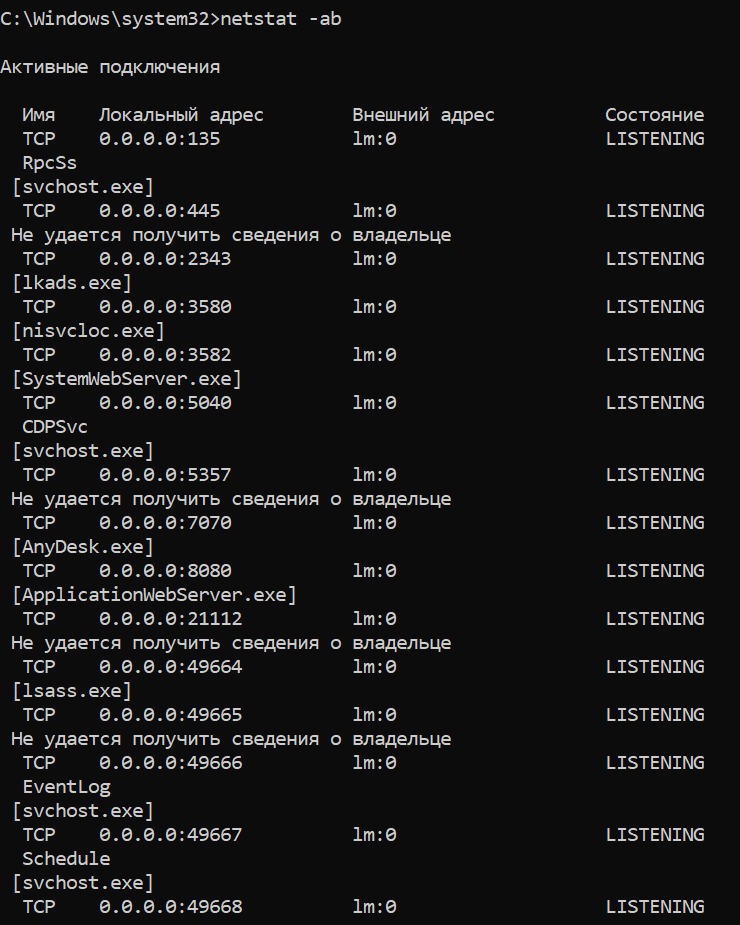 C:\Windows\system32>netstat -ab
Активные подключения
Имя Локальный адрес Внешний адрес Состояние
TCP 0.0.0.0:135 lm:0 LISTENING
RpcSs
[svchost.exe]
TCP 0.0.0.0:445 lm:0 LISTENING
Не удается получить сведения о владельце
TCP 0.0.0.0:2343 lm:0 LISTENING
[lkads.exe]
TCP 0.0.0.0:3580 lm:0 LISTENING
[nisvcloc.exe]
TCP 0.0.0.0:3582 lm:0 LISTENING
[SystemWebServer.exe]
TCP 0.0.0.0:5040 lm:0 LISTENING
CDPSvc
[svchost.exe]
TCP 0.0.0.0:5357 lm:0 LISTENING
Не удается получить сведения о владельце
TCP 0.0.0.0:7070 lm:0 LISTENING
[AnyDesk.exe]
TCP 0.0.0.0:8080 lm:0 LISTENING
[ApplicationWebServer.exe]
TCP 0.0.0.0:21112 lm:0 LISTENING
Не удается получить сведения о владельце
TCP 0.0.0.0:49664 lm:0 LISTENING
[lsass.exe]
TCP 0.0.0.0:49665 lm:0 LISTENING
Не удается получить сведения о владельце
TCP 0.0.0.0:49666 lm:0 LISTENING
EventLog
[svchost.exe]
TCP 0.0.0.0:49667 lm:0 LISTENING
Schedule
[svchost.exe]
TCP 0.0.0.0:49668 lm:0 LISTENING